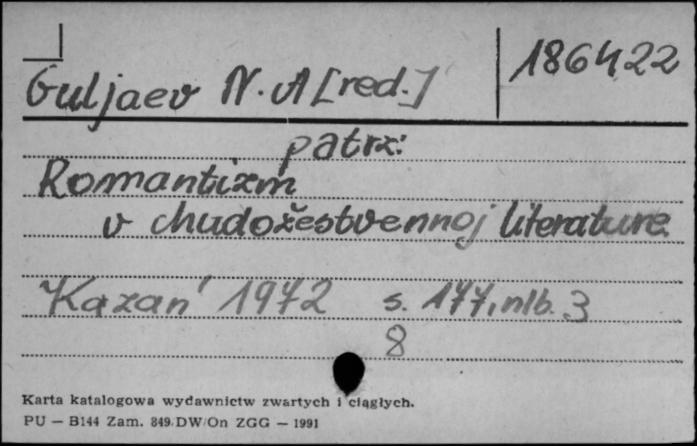 Guljaev N. A [red.]
186422
patrz:
Romantizm
v chudožestvennoj literature.
Kazan' 1972 s. 177, nlb. 3
8
Karta katalogowa wydawnictw zwartych i ciągłych.
PU — B144 Zam. 849. DW/On ZGG — 1991